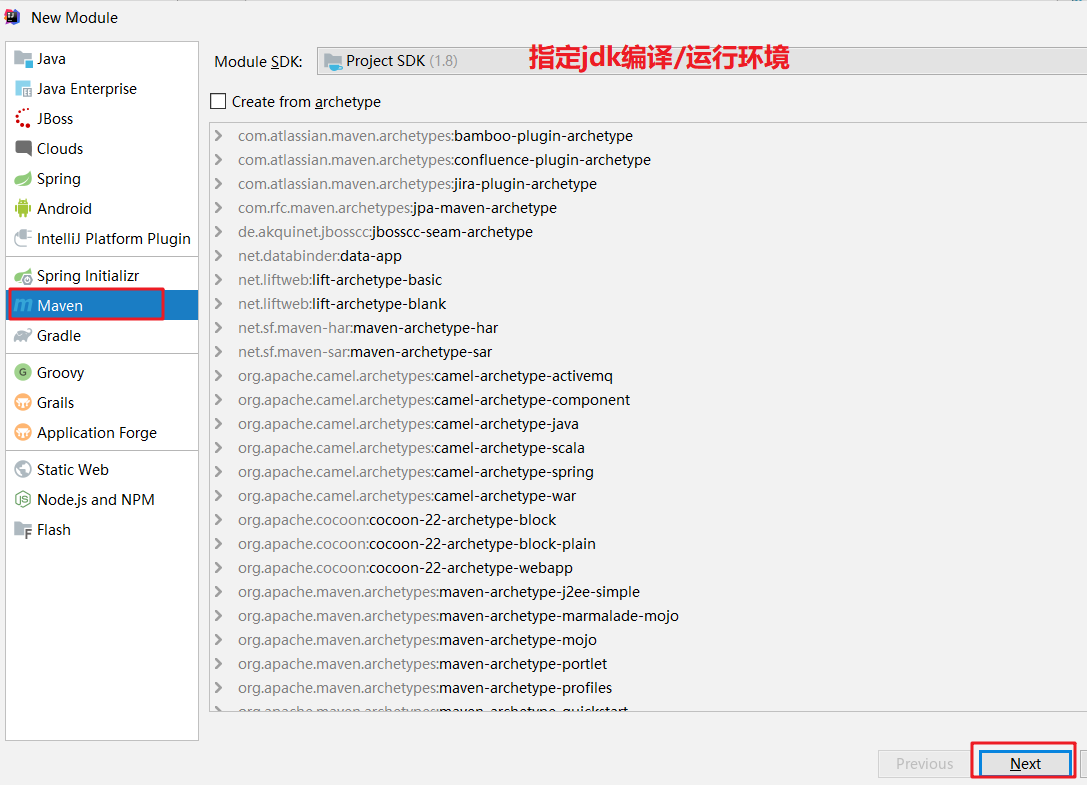 New Module
Java
Java Enterprise
JBoss
Clouds
Spring
Android
IntelliJ Platform Plugin
Spring Initializr
Maven
Gradle
Groovy
Grails
Application Forge
Static Web
Node.js and NPM
Flash
Module SDK: Project SDK (1.8) 指定jdk编译/运行环境
Create from archetype
com.atlassian.maven.archetypes:bamboo-plugin-archetype
com.atlassian.maven.archetypes:confluence-plugin-archetype
com.atlassian.maven.archetypes:jira-plugin-archetype
com.rfc.maven.archetypes:jpa-maven-archetype
de.akquinet.jbosscc:jbosscc-seam-archetype
net.databinder:data-app
net.liftweb:lift-archetype-basic
net.liftweb:lift-archetype-blank
net.sf.maven-har:maven-archetype-har
net.sf.maven-sar:maven-archetype-sar
org.apache.camel.archetypes:camel-archetype-activemq
org.apache.camel.archetypes:camel-archetype-component
org.apache.camel.archetypes:camel-archetype-java
org.apache.camel.archetypes:camel-archetype-scala
org.apache.camel.archetypes:camel-archetype-spring
org.apache.camel.archetypes:camel-archetype-war
org.apache.cocoon:cocoon-22-archetype-block
org.apache.cocoon:cocoon-22-archetype-block-plain
org.apache.cocoon:cocoon-22-archetype-webapp
org.apache.maven.archetypes:maven-archetype-j2ee-simple
org.apache.maven.archetypes:maven-archetype-marmalade-mojo
org.apache.maven.archetypes:maven-archetype-mojo
org.apache.maven.archetypes:maven-archetype-portlet
org.apache.maven.archetypes:maven-archetype-profiles
org.apache.maven.archetypes:maven-archetype-quickstart
Previous
Next